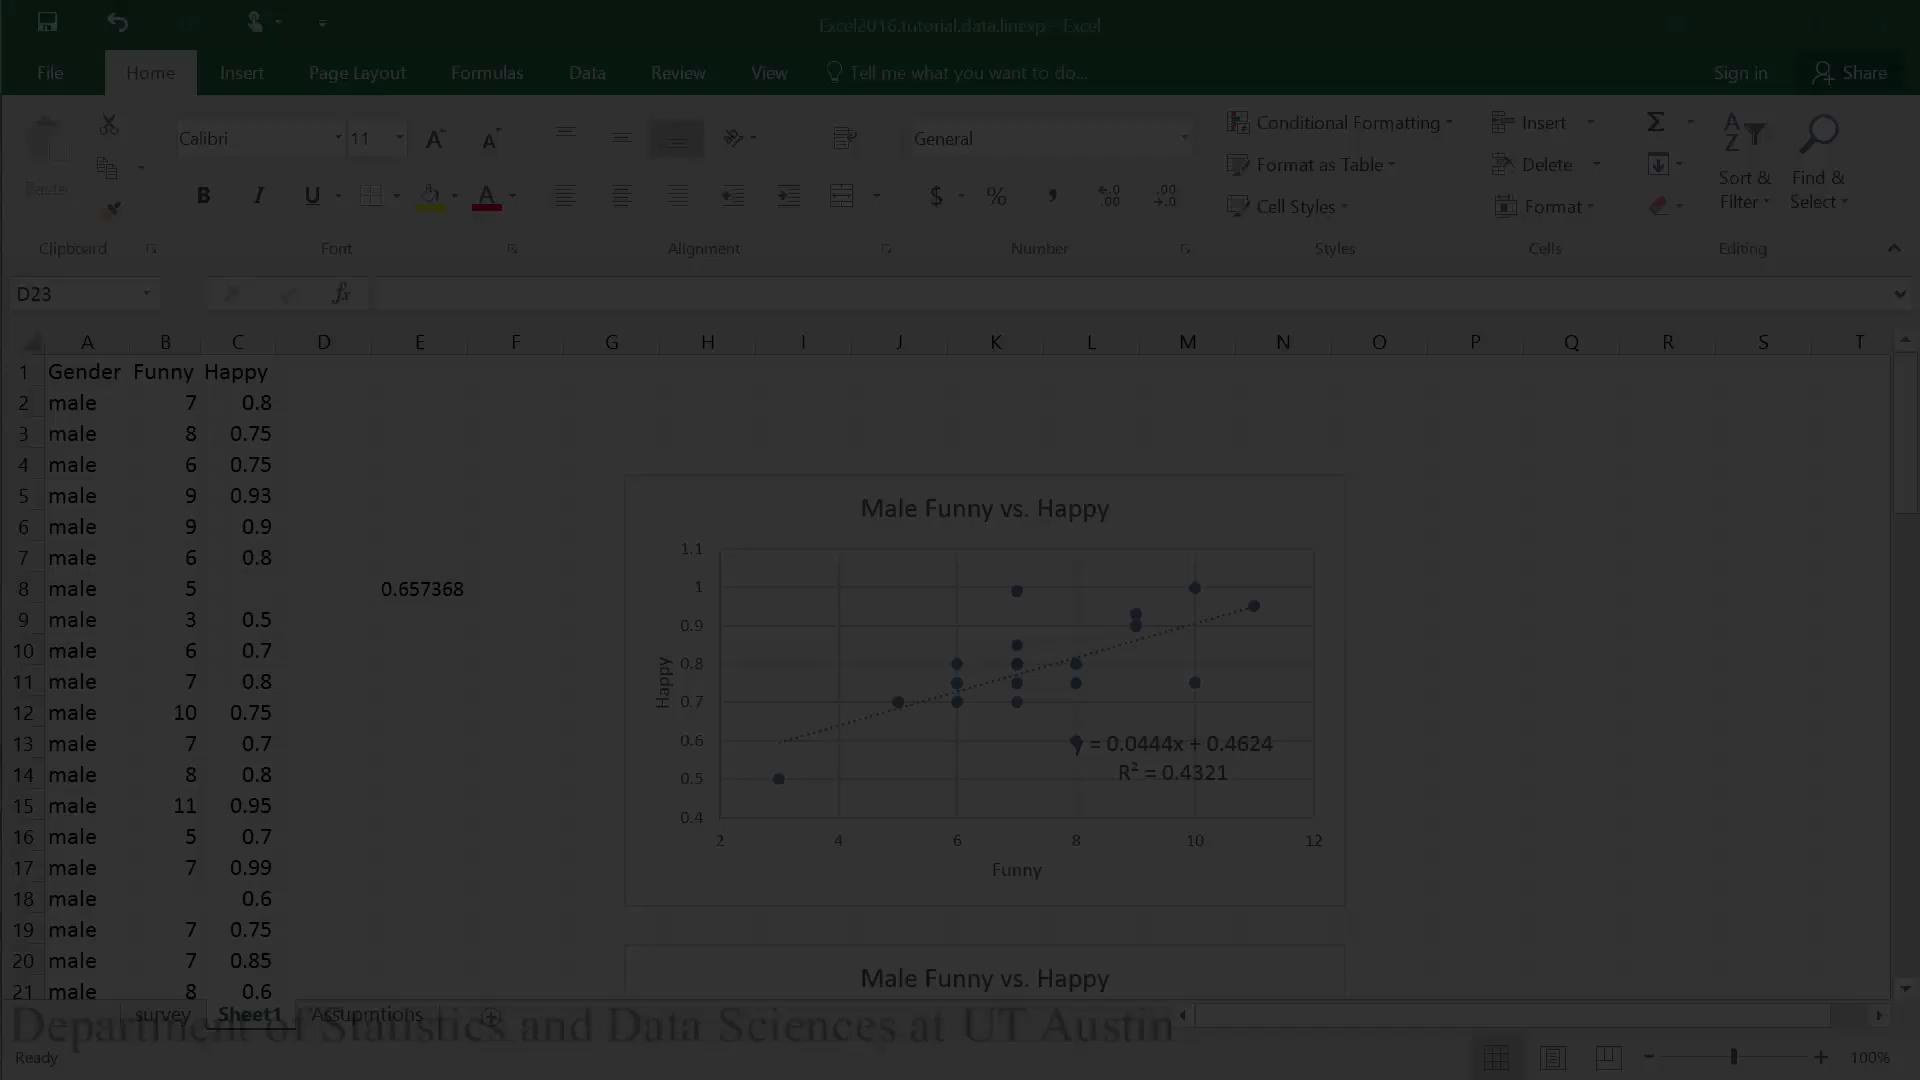 Excel2016.tutorial.data.linexp - Excel
File Home Insert Page Layout Formulas Data Review View Tell me what you want to do... Sign in Share
Paste
Calibri 11
General
Conditional Formatting
Format as Table
Cell Styles
Insert
Delete
Format
Sort & Filter
Find & Select
Clipboard Font Alignment Number Styles Cells Editing
D23
fx
A B C D E F G H I J K L M N O P Q R S T
1 Gender Funny Happy
2 male 7 0.8
3 male 8 0.75
4 male 6 0.75
5 male 9 0.93
6 male 9 0.9
7 male 6 0.8
8 male 5 0.657368
9 male 3 0.5
10 male 6 0.7
11 male 7 0.8
12 male 10 0.75
13 male 7 0.7
14 male 8 0.8
15 male 11 0.95
16 male 5 0.7
17 male 7 0.99
18 male 0.6
19 male 7 0.75
20 male 7 0.85
21 male 8 0.6
Male Funny vs. Happy
1.1
1
0.9
0.8
0.7
0.6
0.5
0.4
Happy
y = 0.0444x + 0.4624
R² = 0.4321
2 4 6 8 10 12
Funny
Male Funny vs. Happy
survey Sheet1 Assupmtions
Department of Statistics and Data Sciences at UT Austin
Ready
100%